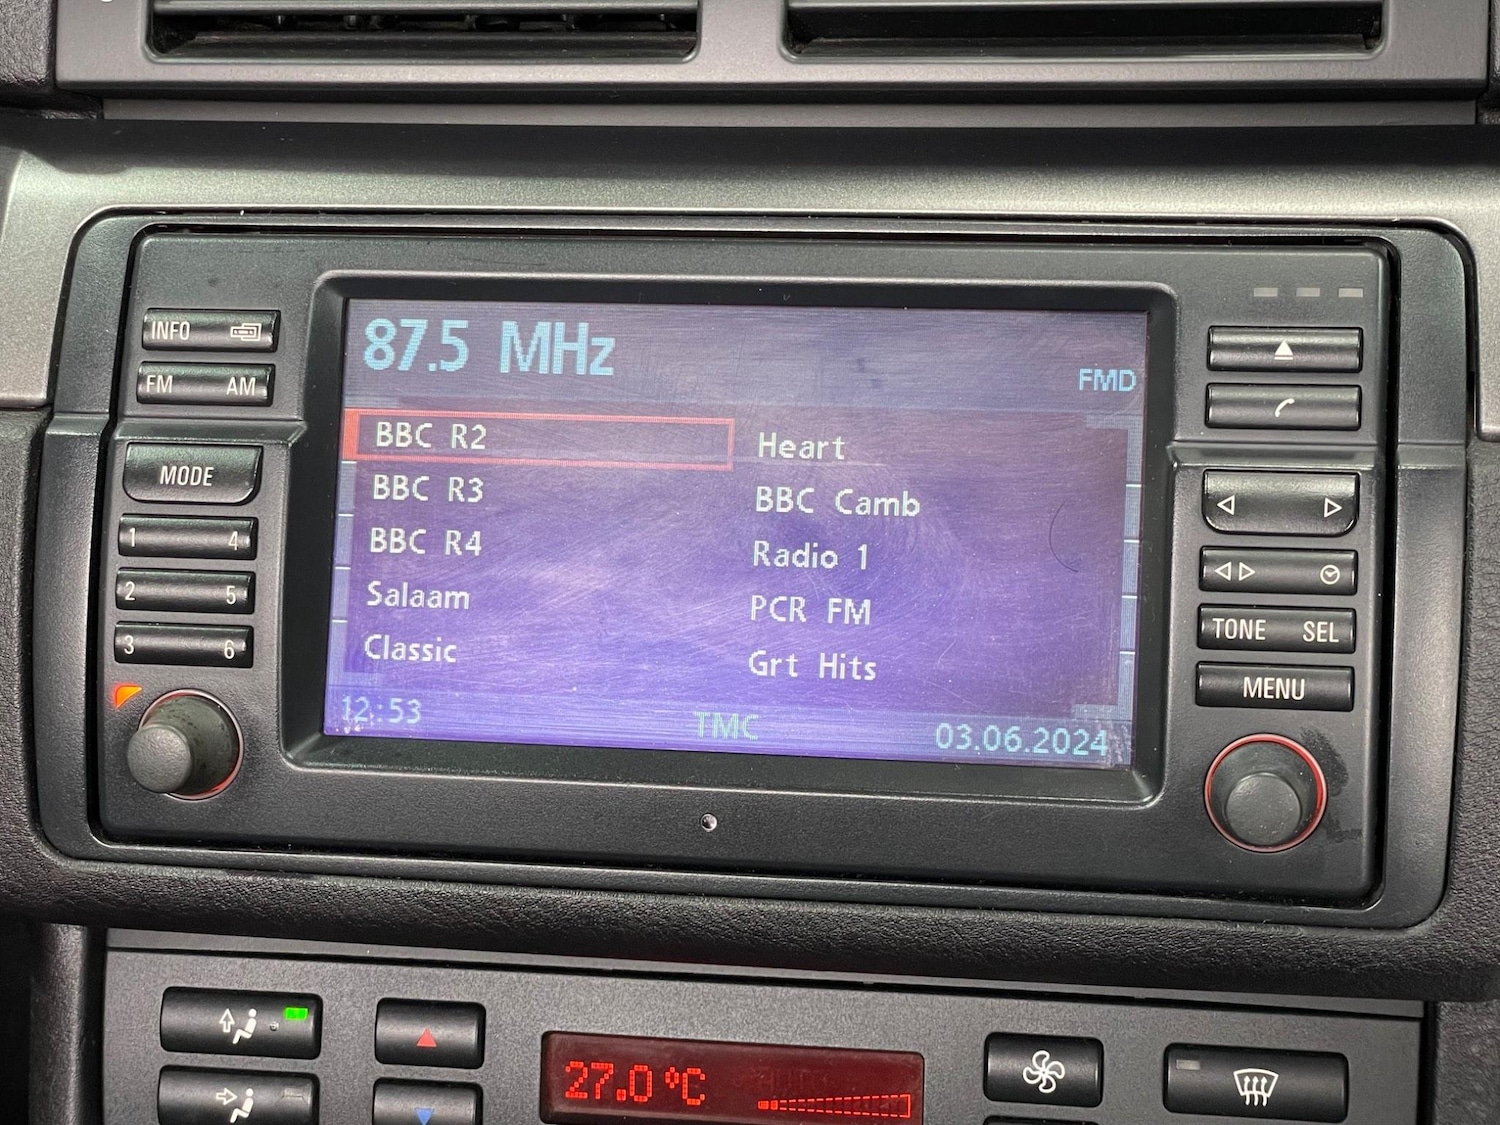 INFO
FM AM
MODE
1 4
2 5
3 6
87.5 MHz
FMD
BBC R2
BBC R3
BBC R4
Salaam
Classic
Heart
BBC Camb
Radio 1
PCR FM
Grt Hits
12:53
TMC
03.06.2024
TONE SEL
MENU
27.0 °C